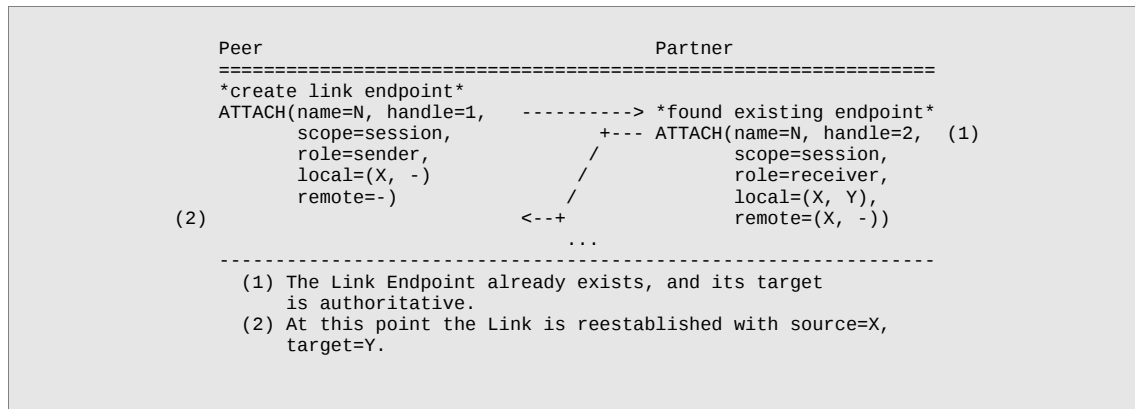 Peer                                   Partner
================================================================
*create link endpoint*
ATTACH(name=N, handle=1,   ----------> *found existing endpoint*
       scope=session,             +--- ATTACH(name=N, handle=2,  (1)
       role=sender,              /            scope=session,
       local=(X, -)             /             role=receiver,
       remote=-)               /              local=(X, Y),
(2)                        <--+               remote=(X, -))
                               ...
----------------------------------------------------------------
(1) The Link Endpoint already exists, and its target
    is authoritative.
(2) At this point the Link is reestablished with source=X,
    target=Y.